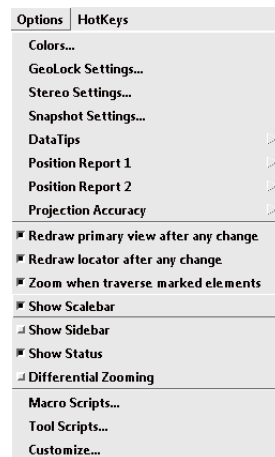 Options HotKeys
Colors...
GeoLock Settings...
Stereo Settings...
Snapshot Settings...
DataTips
Position Report 1
Position Report 2
Projection Accuracy
Redraw primary view after any change
Redraw locator after any change
Zoom when traverse marked elements
Show Scalebar
Show Sidebar
Show Status
Differential Zooming
Macro Scripts...
Tool Scripts...
Customize...